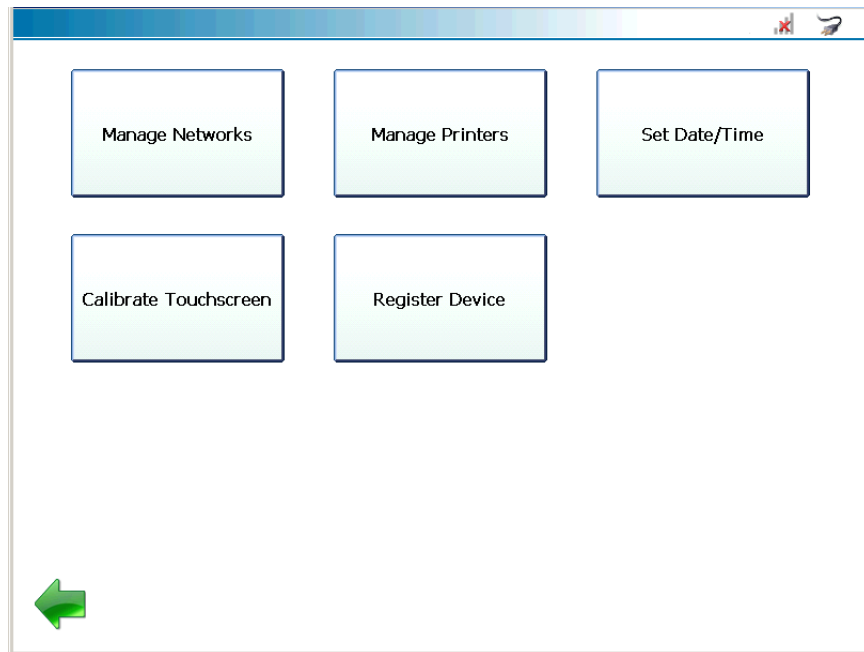 Manage Networks
Manage Printers
Set Date/Time
Calibrate Touchscreen
Register Device